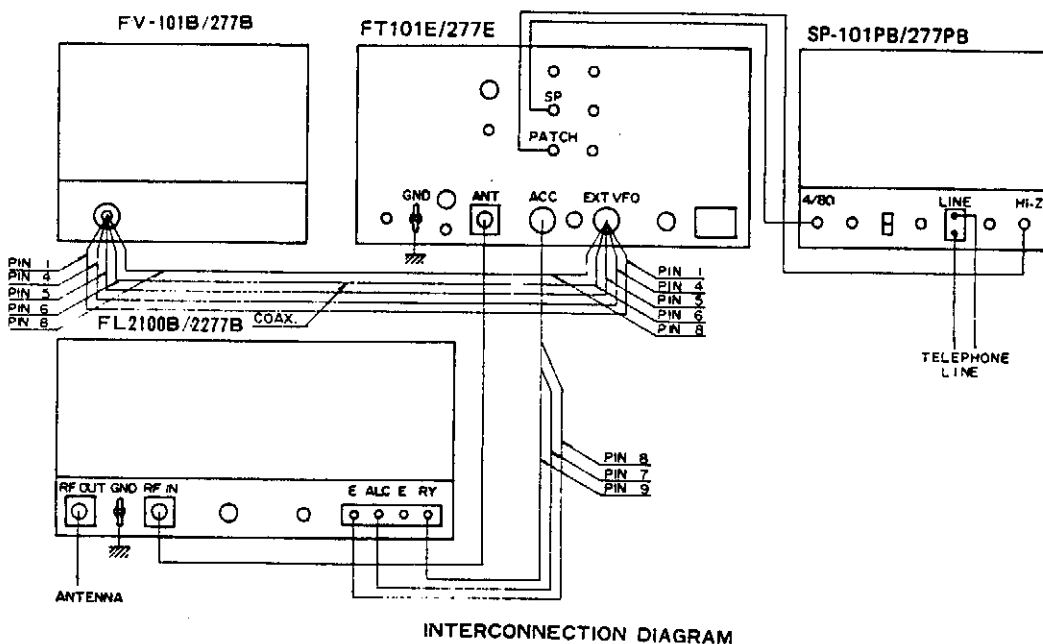 FV-101B/277B
FT101E/277E
SP-101PB/277PB
SP
PATCH
GND
ANT
ACC
EXT VFO
4/8Ω
LINE
Hi-Z
PIN 1
PIN 4
PIN 5
PIN 6
PIN 8
PIN 1
PIN 4
PIN 5
PIN 6
PIN 8
COAX.
FL2100B/2277B
TELEPHONE
LINE
PIN 8
PIN 7
PIN 9
RF OUT
GND
RF IN
E
ALC
E
RY
ANTENNA
INTERCONNECTION DIAGRAM